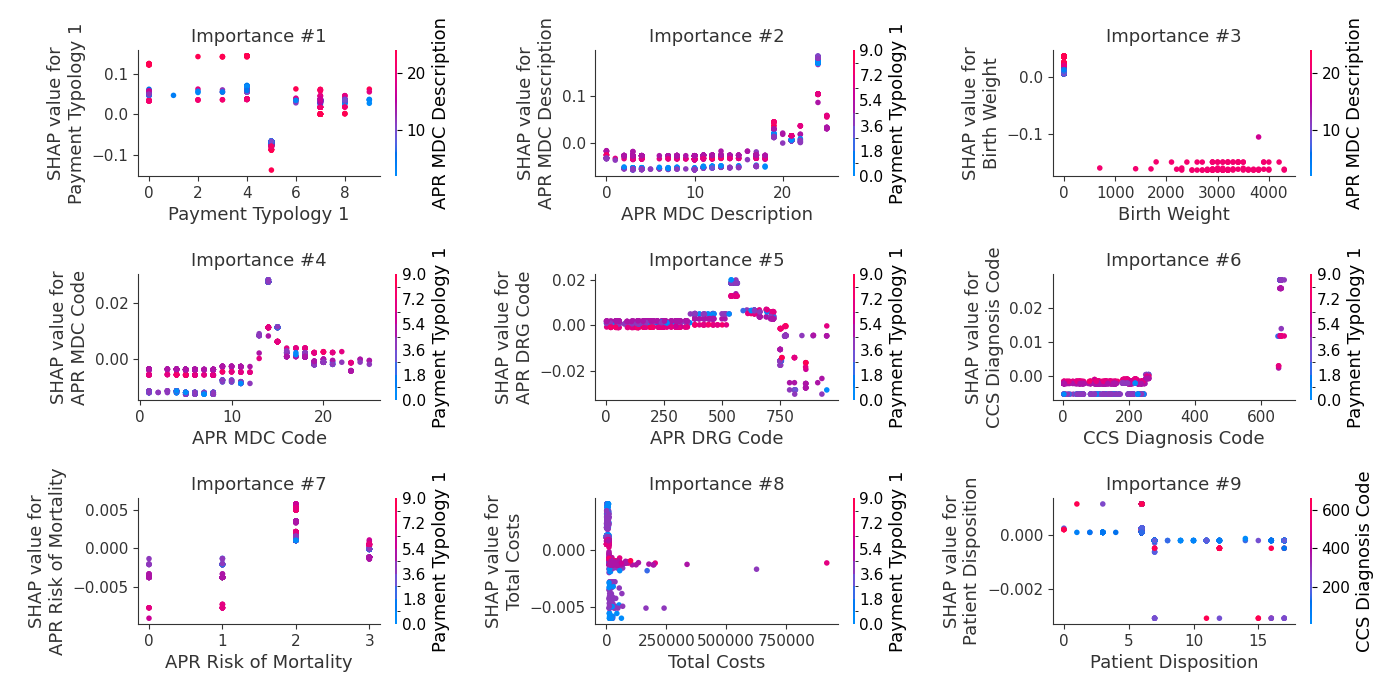 Importance #1
SHAP value for
Payment Typology 1
0.1
0.0
−0.1
0 2 4 6 8
Payment Typology 1
20
10
APR MDC Description
Importance #2
SHAP value for
APR MDC Description
0.1
0.0
0 10 20
APR MDC Description
9.0
7.2
5.4
3.6
1.8
0.0
Payment Typology 1
Importance #3
SHAP value for
Birth Weight
0.0
−0.1
0 1000 2000 3000 4000
Birth Weight
20
10
APR MDC Description
Importance #4
SHAP value for
APR MDC Code
0.02
0.00
0 10 20
APR MDC Code
9.0
7.2
5.4
3.6
1.8
0.0
Payment Typology 1
Importance #5
SHAP value for
APR DRG Code
0.02
0.00
−0.02
0 250 500 750
APR DRG Code
9.0
7.2
5.4
3.6
1.8
0.0
Payment Typology 1
Importance #6
SHAP value for
CCS Diagnosis Code
0.02
0.01
0.00
0 200 400 600
CCS Diagnosis Code
9.0
7.2
5.4
3.6
1.8
0.0
Payment Typology 1
Importance #7
SHAP value for
APR Risk of Mortality
0.005
0.000
−0.005
0 1 2 3
APR Risk of Mortality
9.0
7.2
5.4
3.6
1.8
0.0
Payment Typology 1
Importance #8
SHAP value for
Total Costs
0.000
−0.005
0 250000 500000 750000
Total Costs
9.0
7.2
5.4
3.6
1.8
0.0
Payment Typology 1
Importance #9
SHAP value for
Patient Disposition
0.000
−0.002
0 5 10 15
Patient Disposition
600
400
200
CCS Diagnosis Code